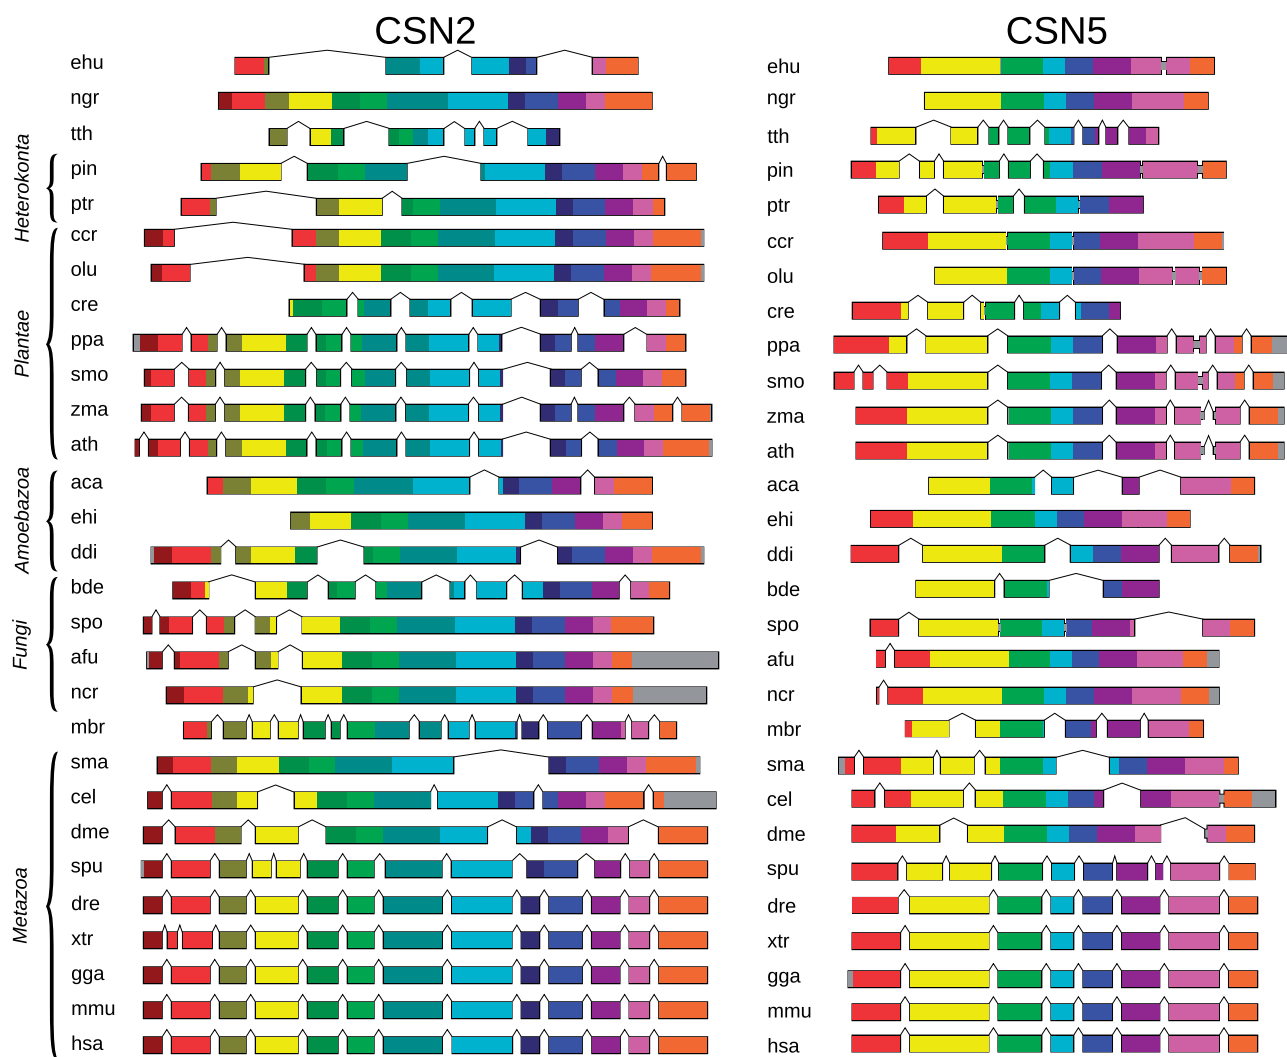 CSN2
CSN5
ehu
ngr
tth
Heterokonta
pin
ptr
Plantae
ccr
olu
cre
ppa
smo
zma
ath
Amoebazoa
aca
ehi
ddi
Fungi
bde
spo
afu
ncr
mbr
Metazoa
sma
cel
dme
spu
dre
xtr
gga
mmu
hsa
ehu
ngr
tth
pin
ptr
ccr
olu
cre
ppa
smo
zma
ath
aca
ehi
ddi
bde
spo
afu
ncr
mbr
sma
cel
dme
spu
dre
xtr
gga
mmu
hsa